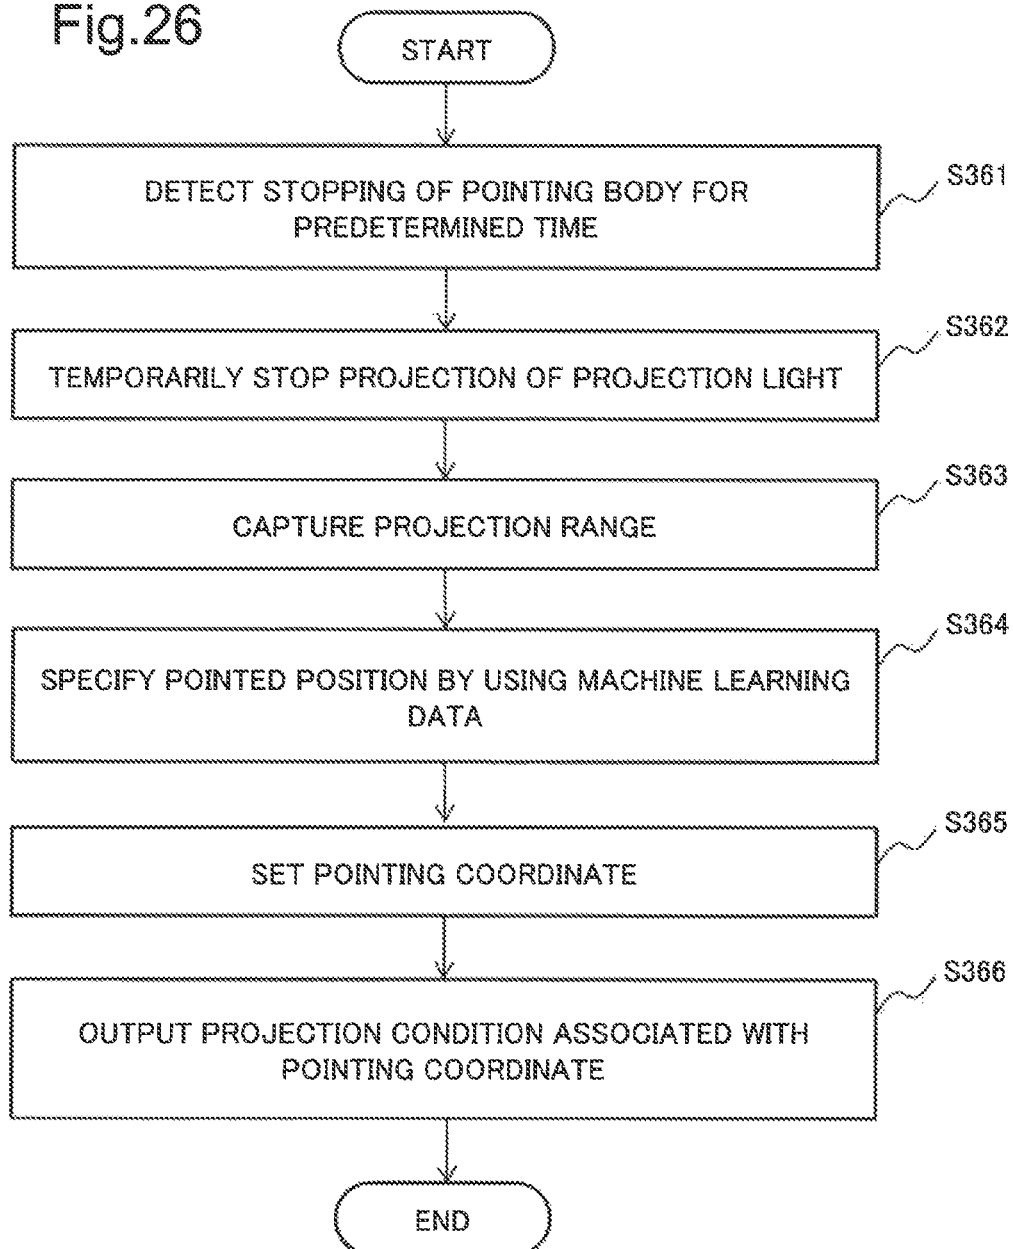 Fig.26
START
DETECT STOPPING OF POINTING BODY FOR
PREDETERMINED TIME
S361
TEMPORARILY STOP PROJECTION OF PROJECTION LIGHT
S362
CAPTURE PROJECTION RANGE
S363
SPECIFY POINTED POSITION BY USING MACHINE LEARNING
DATA
S364
SET POINTING COORDINATE
S365
OUTPUT PROJECTION CONDITION ASSOCIATED WITH
POINTING COORDINATE
S366
END